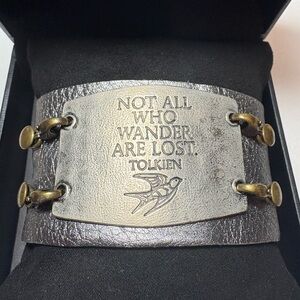 NOT ALL
WHO
WANDER
ARE LOST.
TOLKIEN